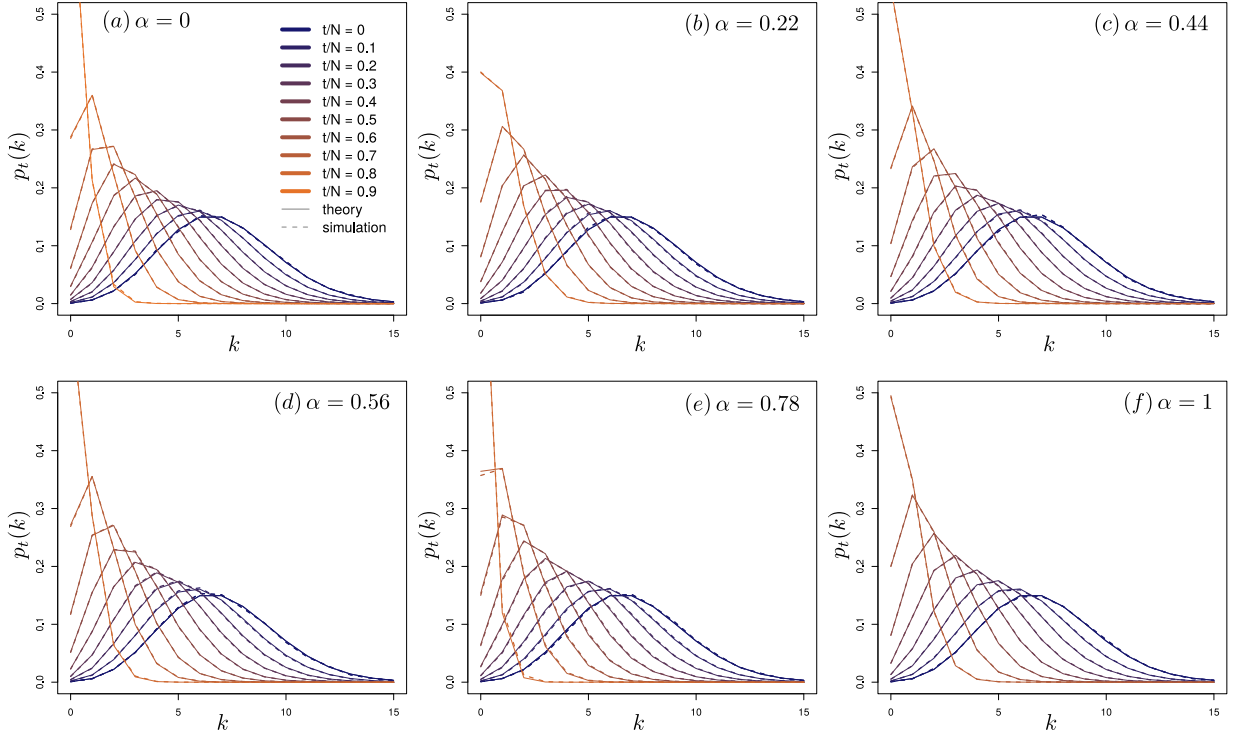 (a) α = 0
t/N = 0
t/N = 0.1
t/N = 0.2
t/N = 0.3
t/N = 0.4
t/N = 0.5
t/N = 0.6
t/N = 0.7
t/N = 0.8
t/N = 0.9
theory
simulation
p_t(k)
0.0
0.1
0.2
0.3
0.4
0.5
0
5
10
15
k
(b) α = 0.22
p_t(k)
0.0
0.1
0.2
0.3
0.4
0.5
0
5
10
15
k
(c) α = 0.44
p_t(k)
0.0
0.1
0.2
0.3
0.4
0.5
0
5
10
15
k
(d) α = 0.56
p_t(k)
0.0
0.1
0.2
0.3
0.4
0.5
0
5
10
15
k
(e) α = 0.78
p_t(k)
0.0
0.1
0.2
0.3
0.4
0.5
0
5
10
15
k
(f) α = 1
p_t(k)
0.0
0.1
0.2
0.3
0.4
0.5
0
5
10
15
k